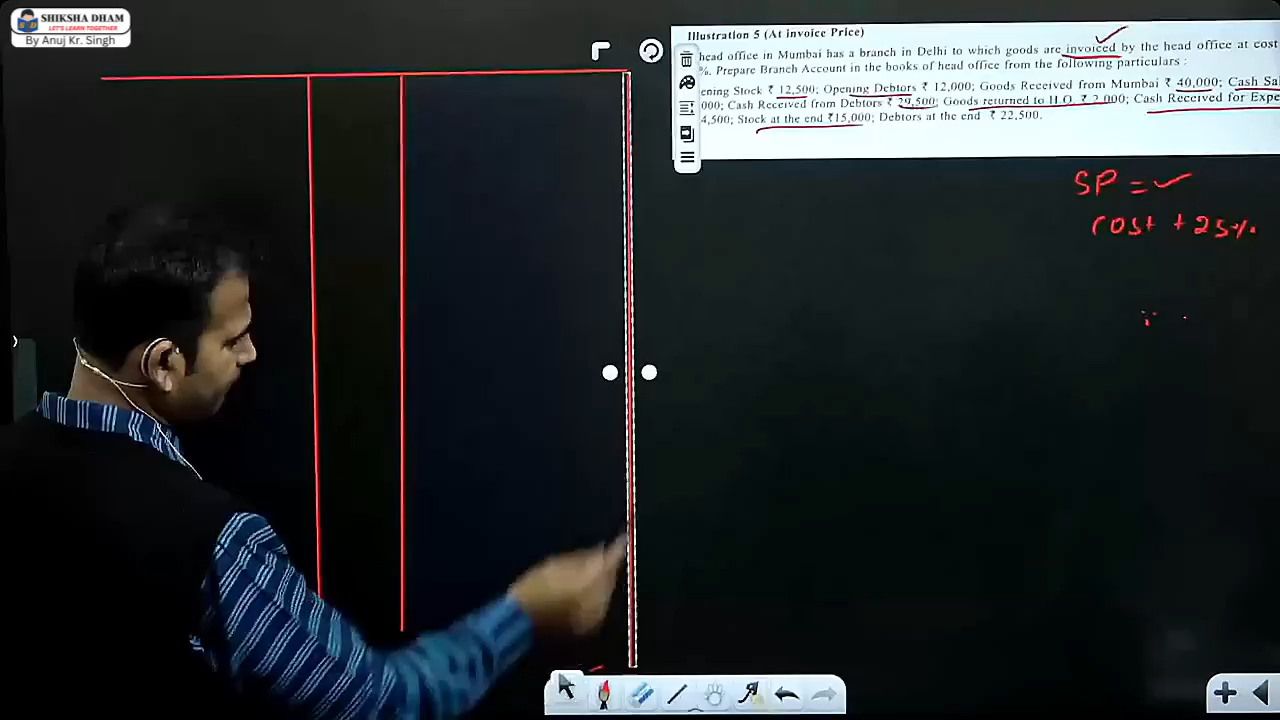 SHIKSHA DHAM
LET'S LEARN TOGETHER
By Anuj Kr. Singh
Illustration 5 (At invoice Price)
head office in Mumbai has a branch in Delhi to which goods are invoiced by the head office at cost
%. Prepare Branch Account in the books of head office from the following particulars :
ening Stock ₹ 12,500; Opening Debtors ₹ 12,000; Goods Received from Mumbai ₹ 40,000; Cash Sa
000; Cash Received from Debtors ₹ 29,500; Goods returned to H.O. ₹ 2,000; Cash Received for Expe
4,500; Stock at the end ₹15,000; Debtors at the end ₹ 22,500.
SP =
cost + 25%